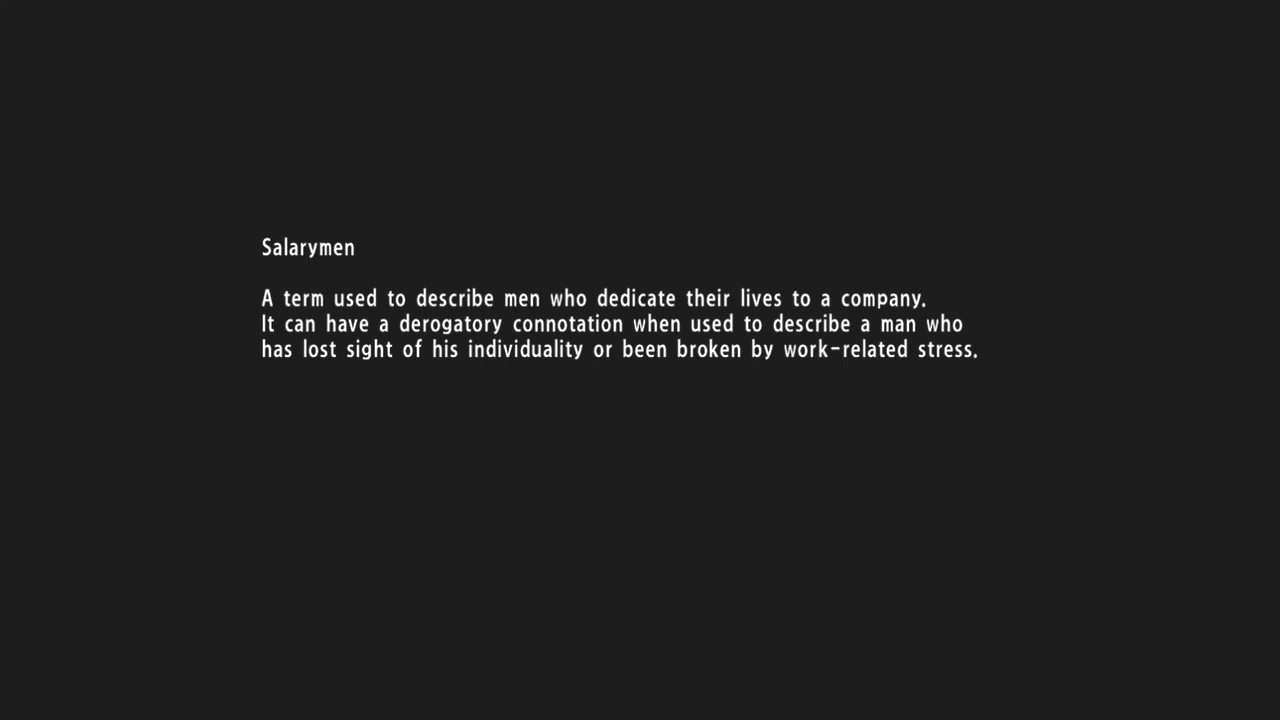 Salarymen
A term used to describe men who dedicate their lives to a company.
It can have a derogatory connotation when used to describe a man who
has lost sight of his individuality or been broken by work-related stress.